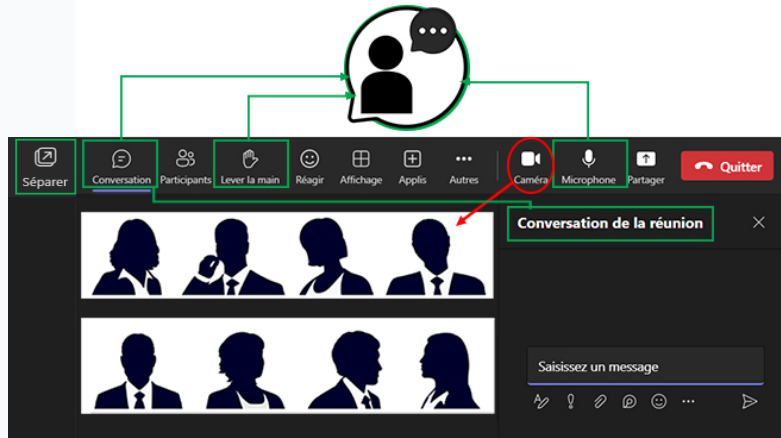 Séparer
Conversation
Participants
Lever la main
Réagir
Affichage
Applis
Autres
Caméra
Microphone
Partager
Quitter
Conversation de la réunion
Saisissez un message